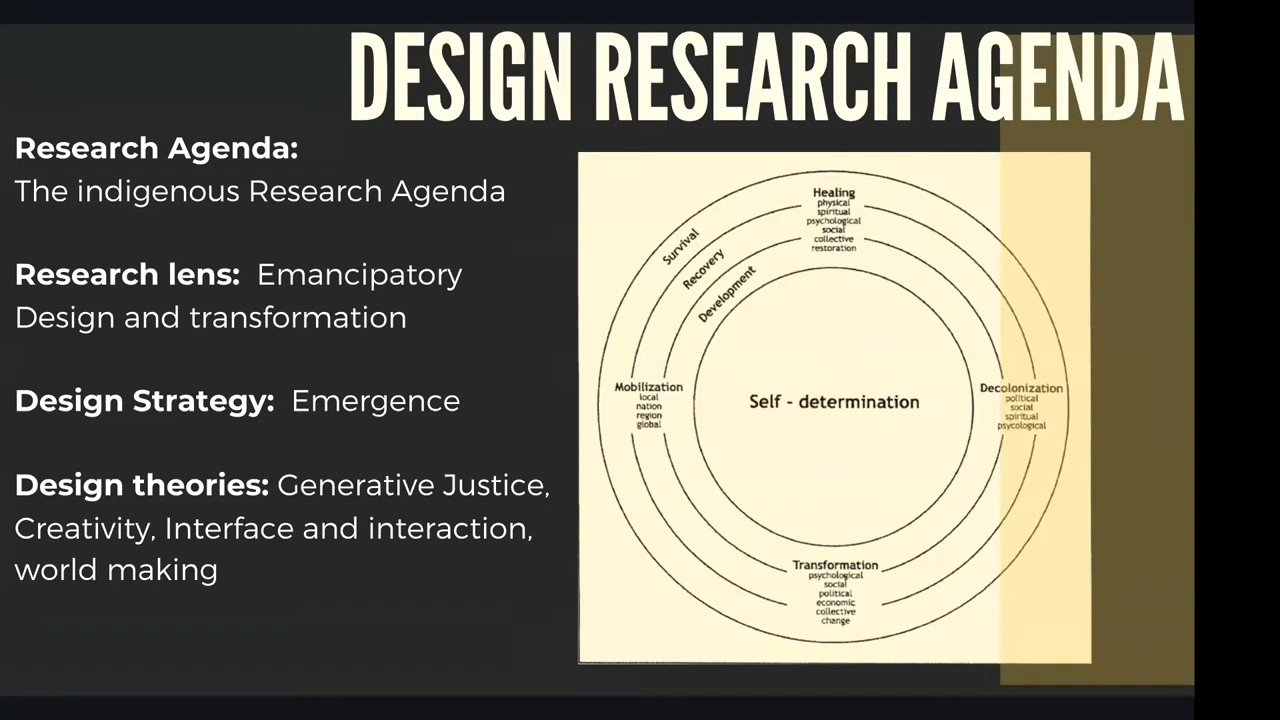 DESIGN RESEARCH AGENDA
Research Agenda:
The indigenous Research Agenda
Research lens: Emancipatory
Design and transformation
Design Strategy: Emergence
Design theories: Generative Justice,
Creativity, Interface and interaction,
world making
Healing
physical
spiritual
psychological
social
collective
restoration
Survival
Recovery
Development
Mobilization
local
nation
region
global
Self - determination
Decolonization
political
social
spiritual
psycological
Transformation
psychological
social
political
economic
collective
change